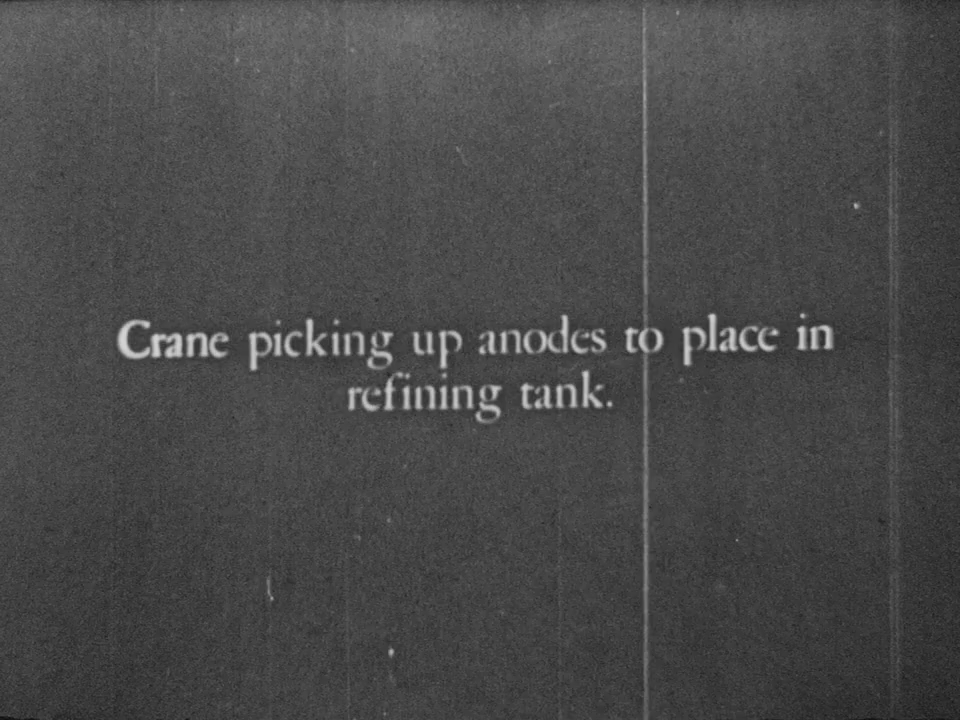 Crane picking up anodes to place in
refining tank.